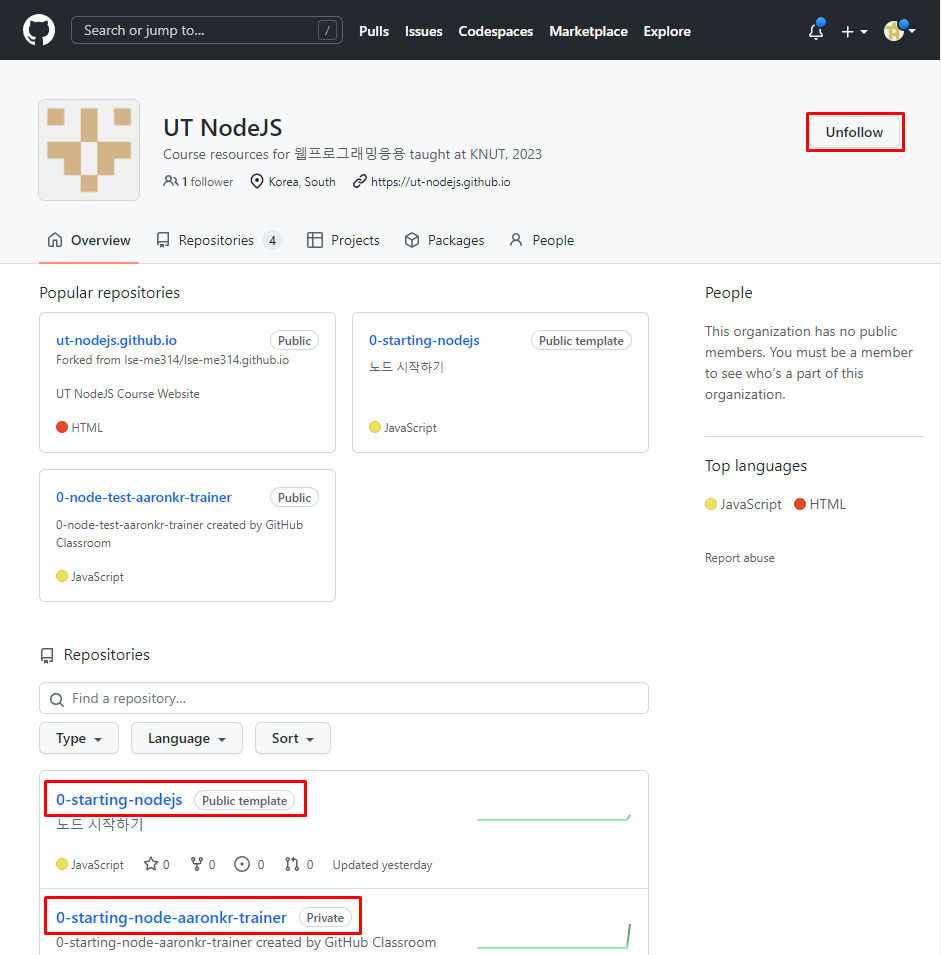 Search or jump to... / Pulls Issues Codespaces Marketplace Explore
UT NodeJS
Unfollow
Course resources for 웹프로그래밍응용 taught at KNUT, 2023
1 follower Korea, South https://ut-nodejs.github.io
Overview Repositories 4 Projects Packages People
Popular repositories
ut-nodejs.github.io Public
Forked from lse-me314/lse-me314.github.io
UT NodeJS Course Website
HTML
0-starting-nodejs Public template
노드 시작하기
JavaScript
0-node-test-aaronkr-trainer Public
0-node-test-aaronkr-trainer created by GitHub
Classroom
JavaScript
People
This organization has no public
members. You must be a member
to see who's a part of this
organization.
Top languages
JavaScript HTML
Report abuse
Repositories
Find a repository...
Type Language Sort
0-starting-nodejs Public template
노드 시작하기
JavaScript 0 0 0 0 Updated yesterday
0-starting-node-aaronkr-trainer Private
0-starting-node-aaronkr-trainer created by GitHub Classroom